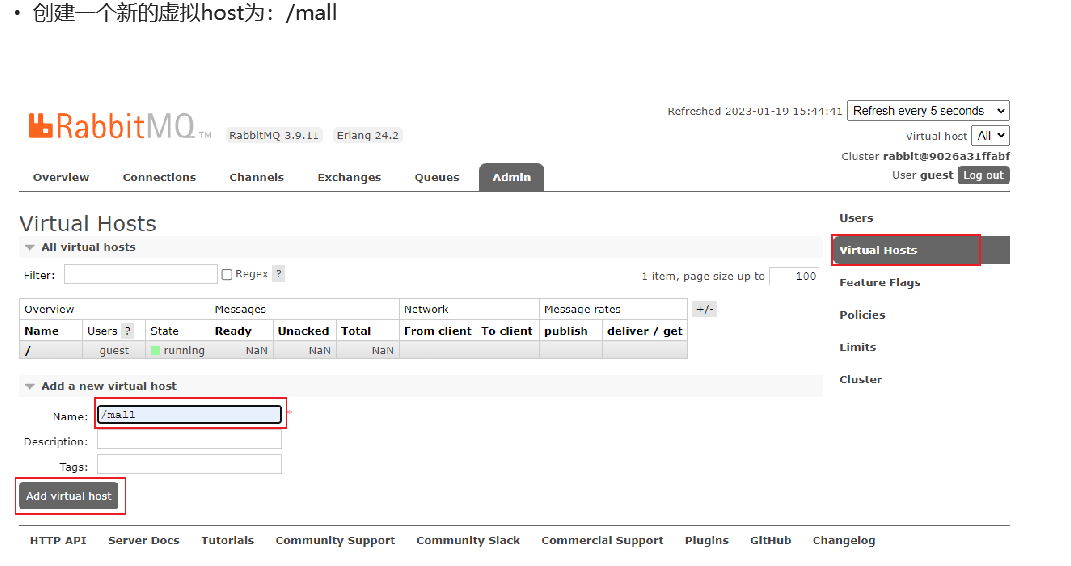 • 创建一个新的虚拟host为：/mall
Refreshed 2023-01-19 15:44:41 Refresh every 5 seconds
RabbitMQ TM RabbitMQ 3.9.11 Erlang 24.2
Virtual host All
Cluster rabbit@9026a31ffabf
User guest Log out
Overview Connections Channels Exchanges Queues Admin
Virtual Hosts
All virtual hosts
Filter: Regex ?
1 item, page size up to 100
Overview Messages Network Message rates +/-
Name Users ? State Ready Unacked Total From client To client publish deliver / get
/ guest running NaN NaN NaN
Add a new virtual host
Name: /mall *
Description:
Tags:
Add virtual host
Users
Virtual Hosts
Feature Flags
Policies
Limits
Cluster
HTTP API Server Docs Tutorials Community Support Community Slack Commercial Support Plugins GitHub Changelog